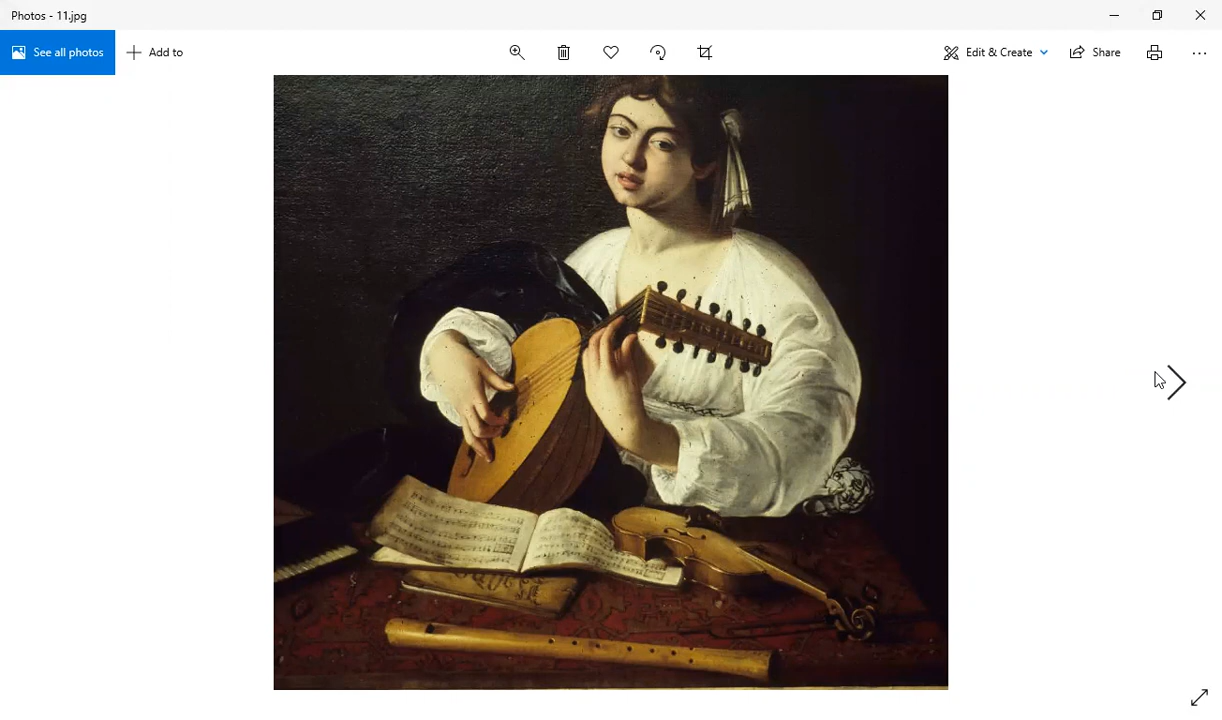 Photos - 11.jpg
See all photos
Add to
Edit & Create
Share